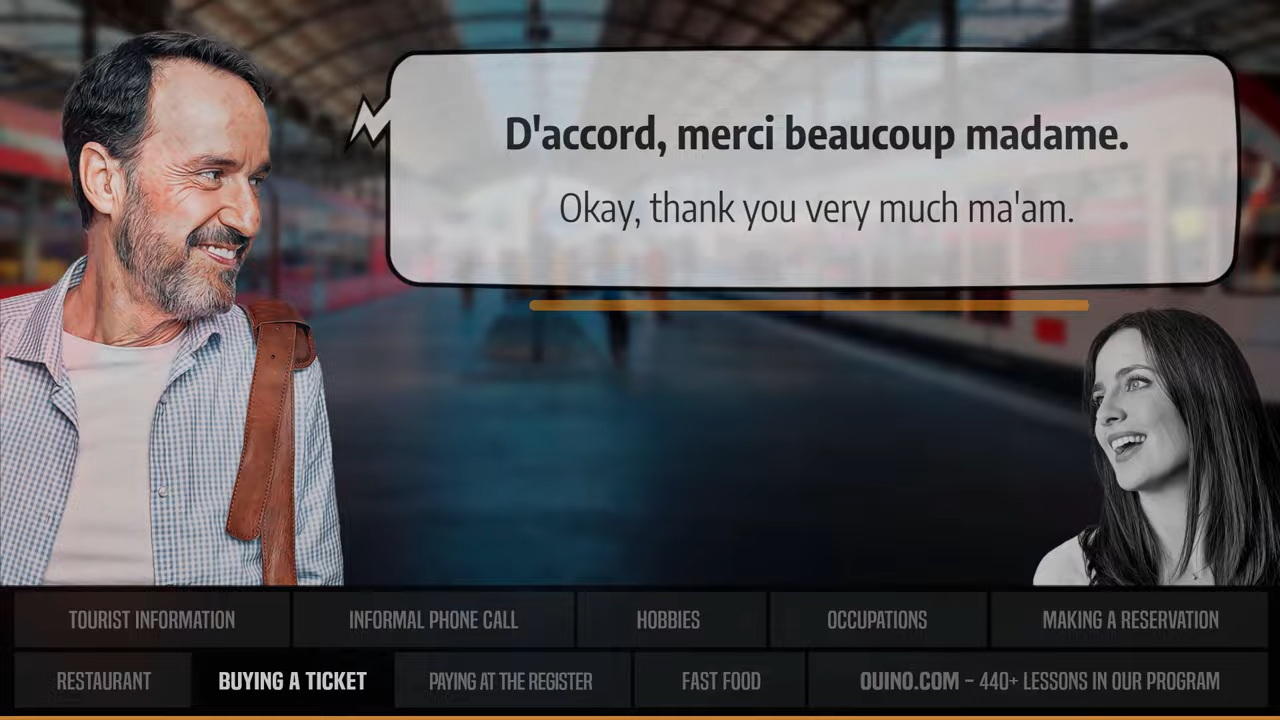 D'accord, merci beaucoup madame.
Okay, thank you very much ma'am.
TOURIST INFORMATION
INFORMAL PHONE CALL
HOBBIES
OCCUPATIONS
MAKING A RESERVATION
RESTAURANT
BUYING A TICKET
PAYING AT THE REGISTER
FAST FOOD
OUINO.COM – 440+ LESSONS IN OUR PROGRAM